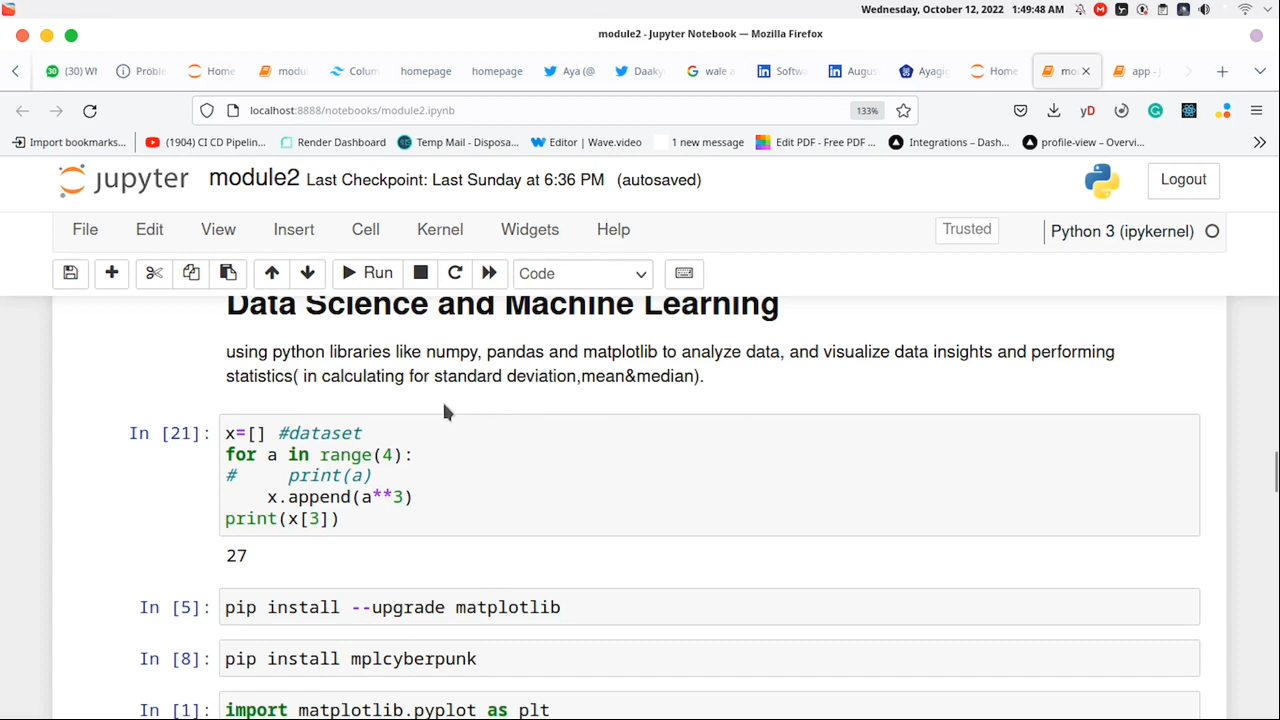 Wednesday, October 12, 2022 1:49:48 AM
module2 - Jupyter Notebook — Mozilla Firefox
30 (30) Wh
Proble
Home
modu
Colum
homepage
homepage
Aya (@
Daaky
wale a
Softw
Augus
Ayagig
Home
mo
app - J
localhost:8888/notebooks/module2.ipynb
133%
yD
Import bookmarks...
(1904) CI CD Pipelin...
Render Dashboard
Temp Mail - Disposa...
Editor | Wave.video
1 new message
Edit PDF - Free PDF ...
Integrations – Dash...
profile-view – Overvi...
jupyter module2 Last Checkpoint: Last Sunday at 6:36 PM (autosaved)
Logout
File Edit View Insert Cell Kernel Widgets Help
Trusted
Python 3 (ipykernel)
Run
Code
Data Science and Machine Learning
using python libraries like numpy, pandas and matplotlib to analyze data, and visualize data insights and performing
statistics( in calculating for standard deviation,mean&median).
In [21]: x=[] #dataset
for a in range(4):
#     print(a)
    x.append(a**3)
print(x[3])
27
In [5]: pip install --upgrade matplotlib
In [8]: pip install mplcyberpunk
In [1]: import matplotlib.pyplot as plt